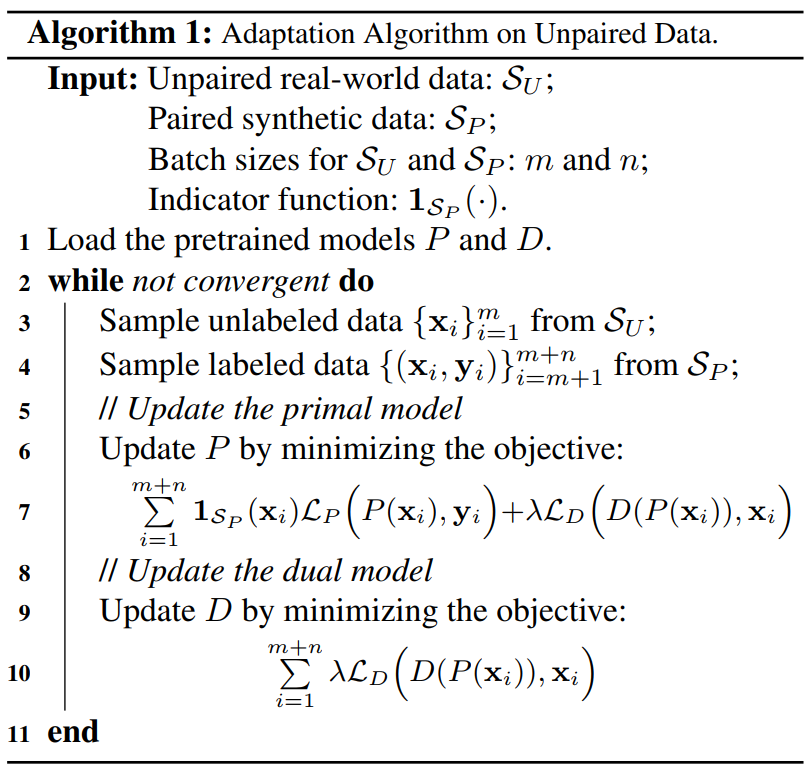 Algorithm 1: Adaptation Algorithm on Unpaired Data.
Input: Unpaired real-world data: $\mathcal{S}_U$;
Paired synthetic data: $\mathcal{S}_P$;
Batch sizes for $\mathcal{S}_U$ and $\mathcal{S}_P$: $m$ and $n$;
Indicator function: $\mathbf{1}_{\mathcal{S}_P}(\cdot)$.
1 Load the pretrained models $P$ and $D$.
2 while not convergent do
3 Sample unlabeled data $\{\mathbf{x}_i\}_{i=1}^{m}$ from $\mathcal{S}_U$;
4 Sample labeled data $\{(\mathbf{x}_i, \mathbf{y}_i)\}_{i=m+1}^{m+n}$ from $\mathcal{S}_P$;
5 // Update the primal model
6 Update $P$ by minimizing the objective:
7 $\sum_{i=1}^{m+n} \mathbf{1}_{\mathcal{S}_P}(\mathbf{x}_i)\mathcal{L}_P\Big(P(\mathbf{x}_i), \mathbf{y}_i\Big)+\lambda\mathcal{L}_D\Big(D(P(\mathbf{x}_i)), \mathbf{x}_i\Big)$
8 // Update the dual model
9 Update $D$ by minimizing the objective:
10 $\sum_{i=1}^{m+n} \lambda\mathcal{L}_D\Big(D(P(\mathbf{x}_i)), \mathbf{x}_i\Big)$
11 end